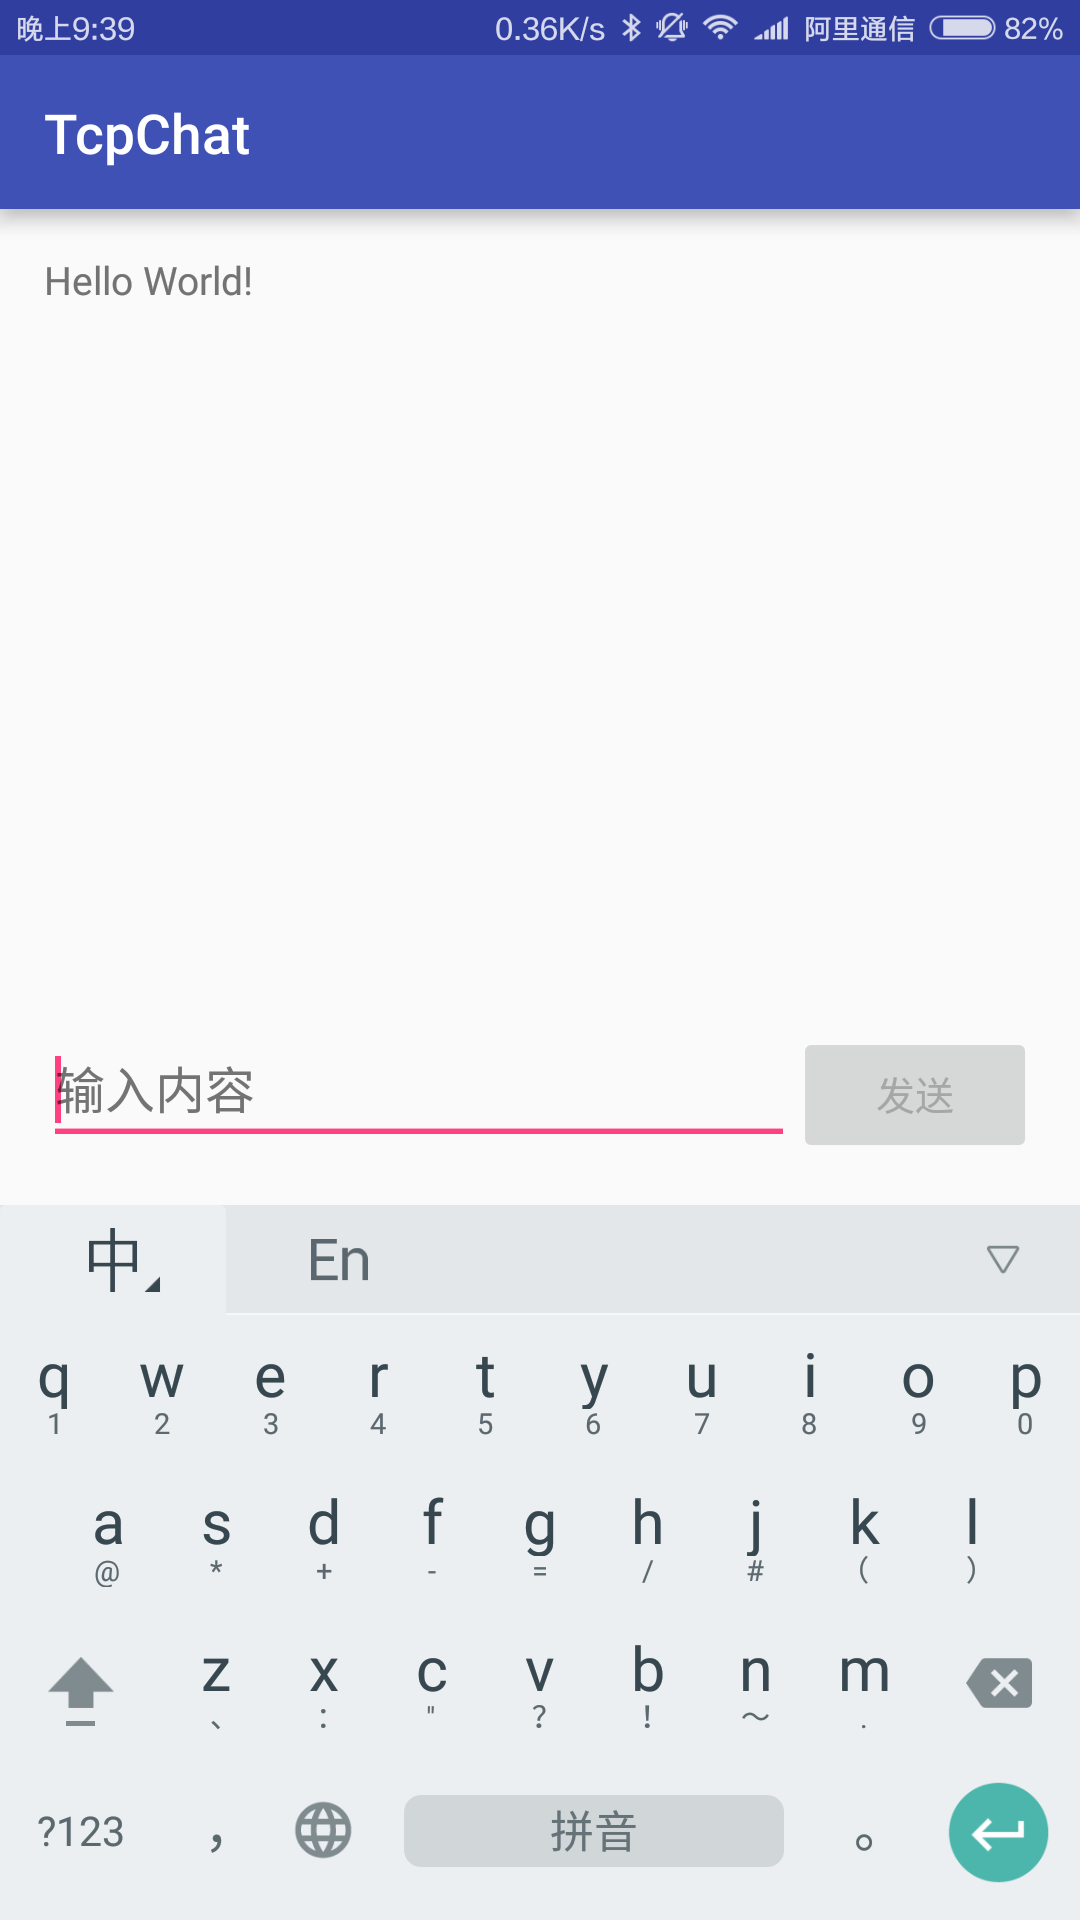 晚上9:39 0.36K/s 阿里通信 82%
TcpChat
Hello World!
输入内容 发送
中 En
q w e r t y u i o p
1 2 3 4 5 6 7 8 9 0
a s d f g h j k l
@ * + - = / # ( )
z x c v b n m
、 : " ? ! ～ .
?123 ， 拼音 。